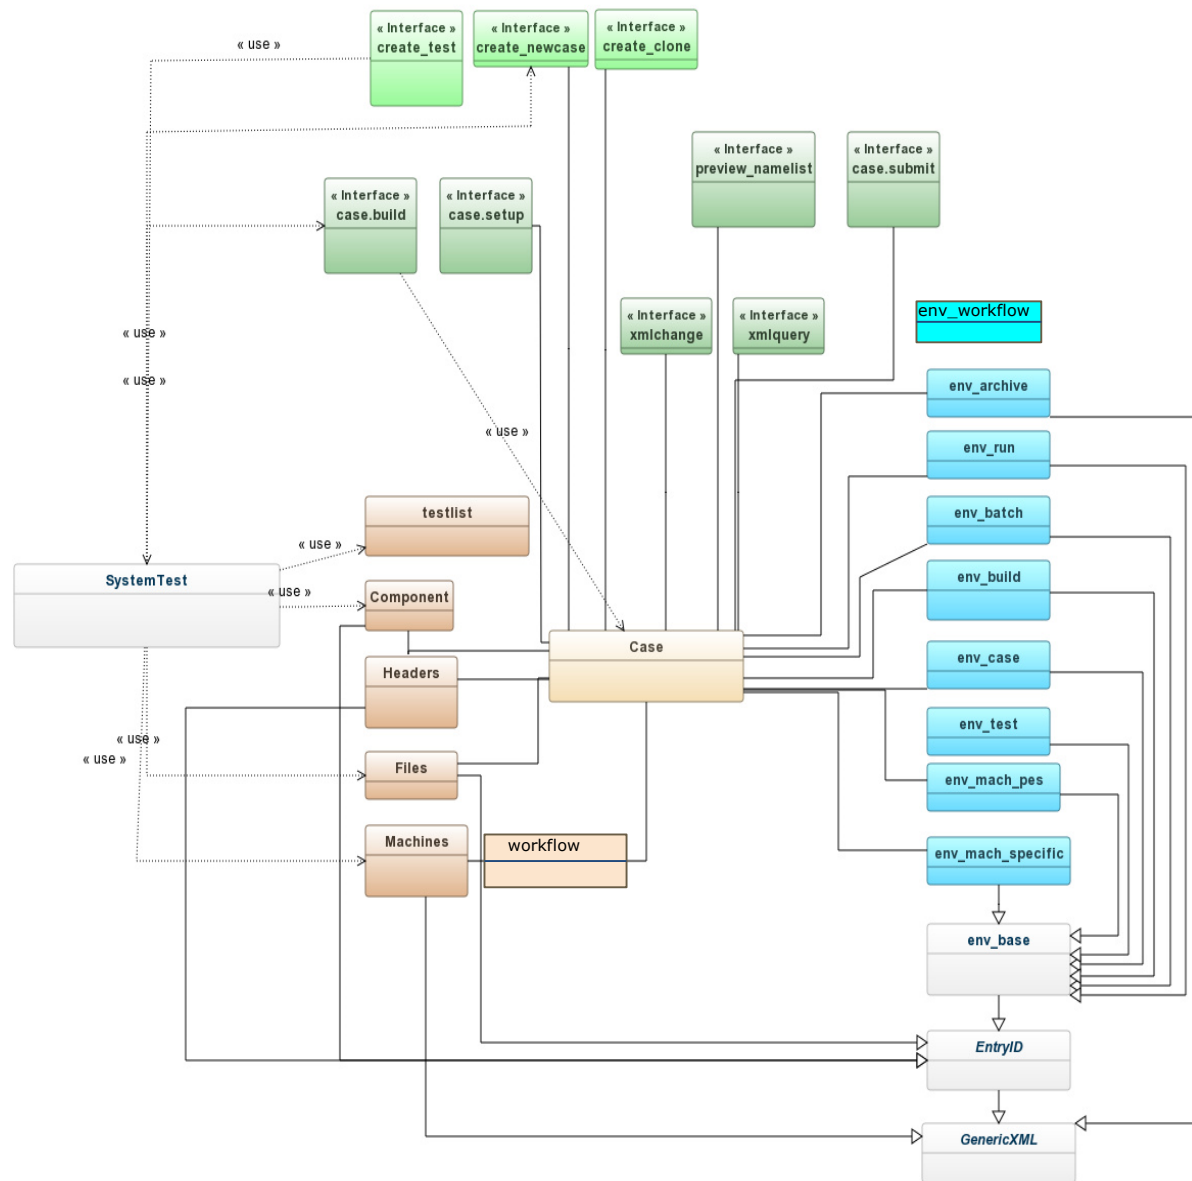 « Interface »
create_test
« Interface »
create_newcase
« Interface »
create_clone
« use »
« Interface »
preview_namelist
« Interface »
case.submit
« Interface »
case.build
« Interface »
case.setup
« Interface »
xmlchange
« Interface »
xmlquery
env_workflow
« use »
« use »
env_archive
« use »
env_run
testlist
env_batch
« use »
SystemTest
env_build
« use »
Component
Case
env_case
Headers
« use »
« use »
env_test
Files
env_mach_pes
Machines
workflow
env_mach_specific
env_base
EntryID
GenericXML